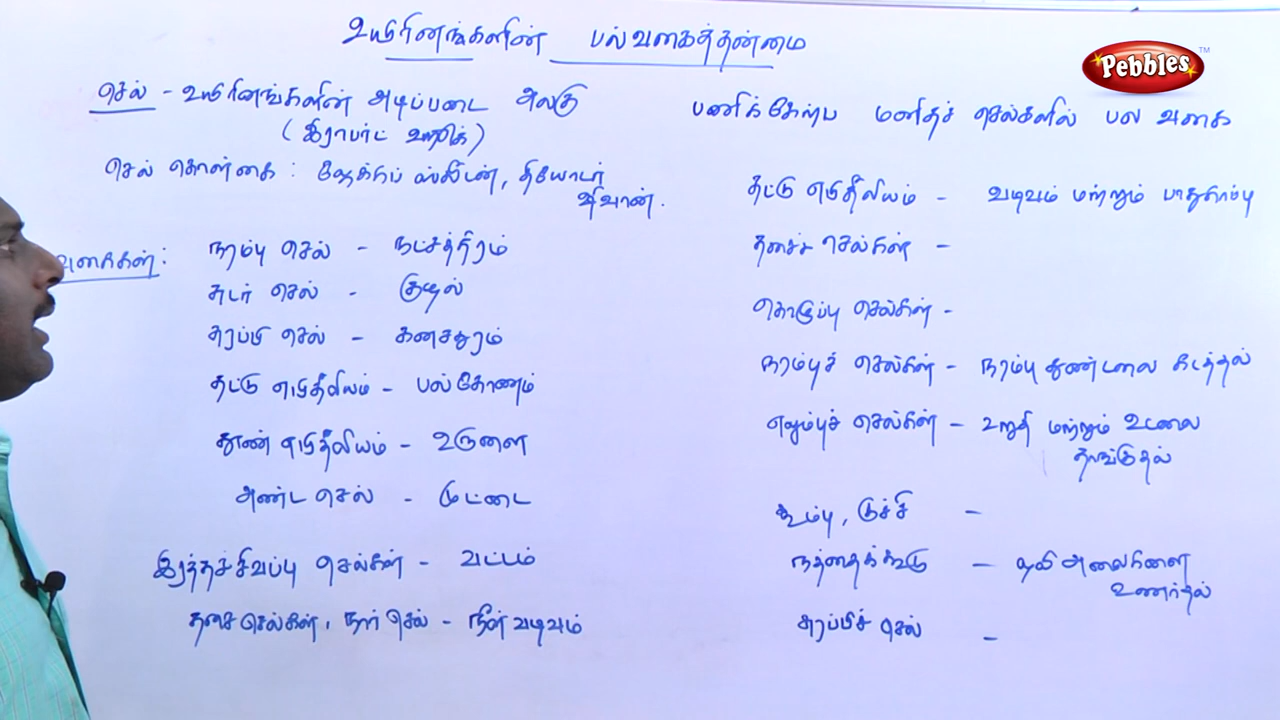 உயிரினங்களின் பல்வகைத்தன்மை
Pebbles TM
செல் - உயிரினங்களின் அடிப்படை அலகு
(இராபர்ட் ஹூக்)
செல் கொள்கை : ஜேக்கப் ஸ்லீடன், தியோடர்
ஷிவான்.
வகைகள் :
நரம்பு செல் - நட்சத்திரம்
சுடர் செல் - குழல்
சுரப்பி செல் - கனசதுரம்
தட்டு எபிதீலியம் - பல்கோணம்
தூண் எபிதீலியம் - உருளை
அண்ட செல் - முட்டை
இரத்தச்சிவப்பு செல்கள் - வட்டம்
தசை செல்கள், நார் செல் - நீள் வடிவம்
பணிக்கேற்ப மனிதச் செல்களில் பல வகை
தட்டு எபிதீலியம் - வடிவம் மற்றும் பாதுகாப்பு
தசைச் செல்கள் -
கொழுப்பு செல்கள் -
நரம்புச் செல்கள் - நரம்பு தூண்டலை கடத்தல்
எலும்புச் செல்கள் - உறுதி மற்றும் உடலை
தாங்குதல்
கூம்பு, குச்சி -
நத்தைக்கூடு - ஒலி அலைகளை
உணர்தல்
சுரப்பிச் செல் -